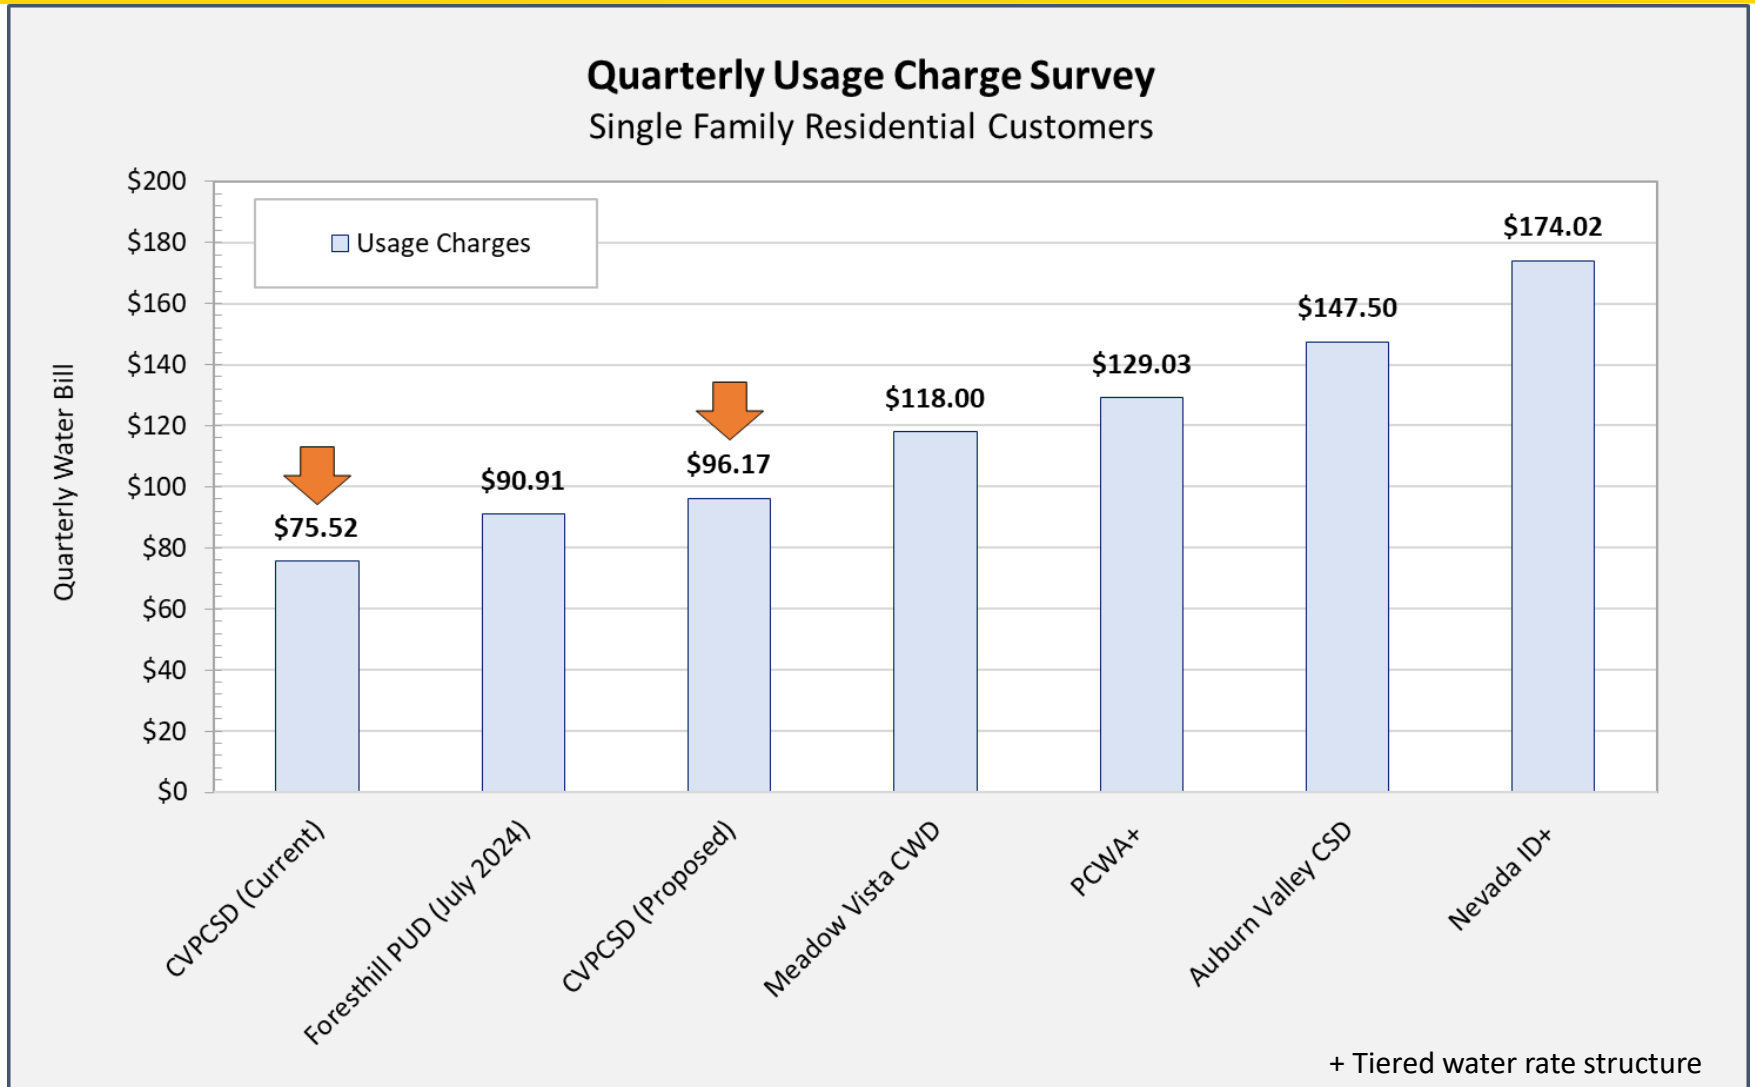 Quarterly Usage Charge Survey
Single Family Residential Customers
$200
$180
$160
$140
$120
$100
$80
$60
$40
$20
$0
Quarterly Water Bill
Usage Charges
$75.52
$90.91
$96.17
$118.00
$129.03
$147.50
$174.02
CVPCSD (Current)
Foresthill PUD (July 2024)
CVPCSD (Proposed)
Meadow Vista CWD
PCWA+
Auburn Valley CSD
Nevada ID+
+ Tiered water rate structure